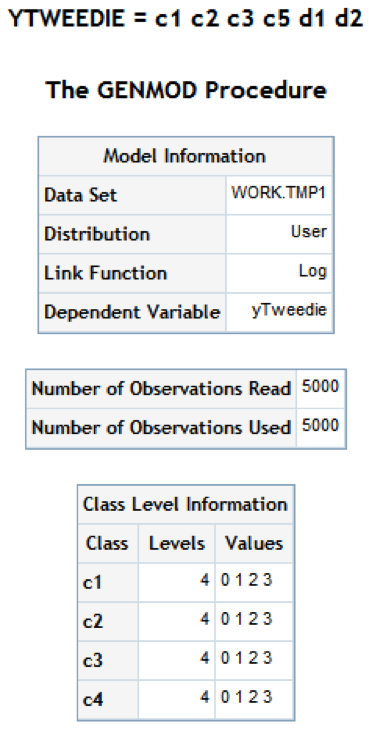 YTWEEDIE = c1 c2 c3 c5 d1 d2
The GENMOD Procedure
Model Information
Data Set WORK.TMP1
Distribution User
Link Function Log
Dependent Variable yTweedie
Number of Observations Read 5000
Number of Observations Used 5000
Class Level Information
Class Levels Values
c1 4 0 1 2 3
c2 4 0 1 2 3
c3 4 0 1 2 3
c4 4 0 1 2 3